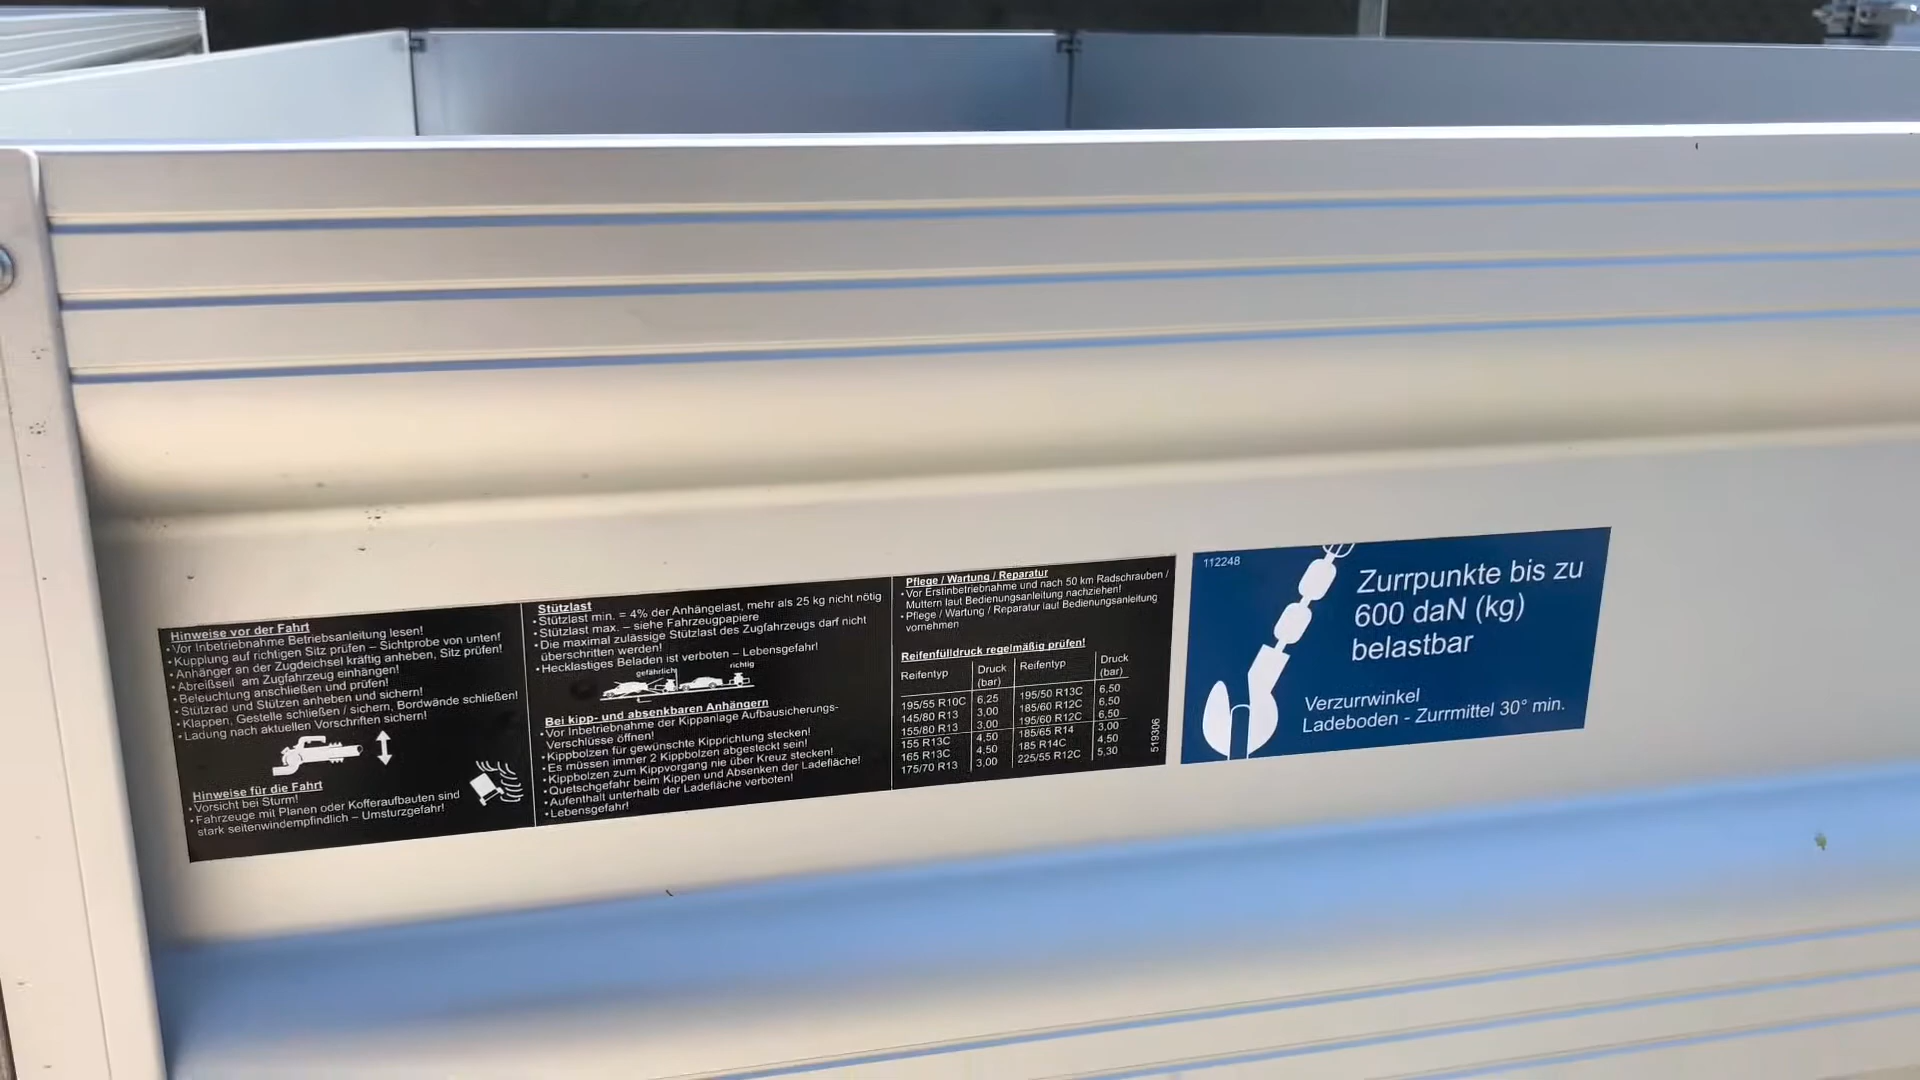 Hinweise vor der Fahrt
• Vor Inbetriebnahme Betriebsanleitung lesen!
• Kupplung auf richtigen Sitz prüfen – Sichtprobe von unten!
• Anhänger an der Zugdeichsel kräftig anheben, Sitz prüfen!
• Abreißseil am Zugfahrzeug einhängen!
• Beleuchtung anschließen und prüfen!
• Stützrad und Stützen anheben und sichern!
• Klappen, Gestelle schließen / sichern, Bordwände schließen!
• Ladung nach aktuellen Vorschriften sichern!
Hinweise für die Fahrt
• Vorsicht bei Sturm!
• Fahrzeuge mit Planen oder Kofferaufbauten sind
stark seitenwindempfindlich – Umsturzgefahr!
Stützlast
• Stützlast min. = 4% der Anhängelast, mehr als 25 kg nicht nötig
• Stützlast max. – siehe Fahrzeugpapiere
• Die maximal zulässige Stützlast des Zugfahrzeugs darf nicht
überschritten werden!
• Hecklastiges Beladen ist verboten – Lebensgefahr!
gefährlich richtig
Bei kipp- und absenkbaren Anhängern
• Vor Inbetriebnahme der Kippanlage Aufbausicherungs-
Verschlüsse öffnen!
• Kippbolzen für gewünschte Kipprichtung stecken!
• Es müssen immer 2 Kippbolzen abgesteckt sein!
• Kippbolzen zum Kippvorgang nie über Kreuz stecken!
• Quetschgefahr beim Kippen und Absenken der Ladefläche!
• Aufenthalt unterhalb der Ladefläche verboten!
• Lebensgefahr!
Pflege / Wartung / Reparatur
• Vor Erstinbetriebnahme und nach 50 km Radschrauben /
Muttern laut Bedienungsanleitung nachziehen!
• Pflege / Wartung / Reparatur laut Bedienungsanleitung
vornehmen
Reifenfülldruck regelmäßig prüfen!
Reifentyp Druck (bar) Reifentyp Druck (bar)
195/55 R10C 6,25 195/50 R13C 6,50
145/80 R13 3,00 185/60 R12C 6,50
155/80 R13 3,00 195/60 R12C 6,50
155 R13C 4,50 185/65 R14 3,00
165 R13C 4,50 185 R14C 4,50
175/70 R13 3,00 225/55 R12C 5,30
519306
112248
Zurrpunkte bis zu
600 daN (kg)
belastbar
Verzurrwinkel
Ladeboden - Zurrmittel 30° min.